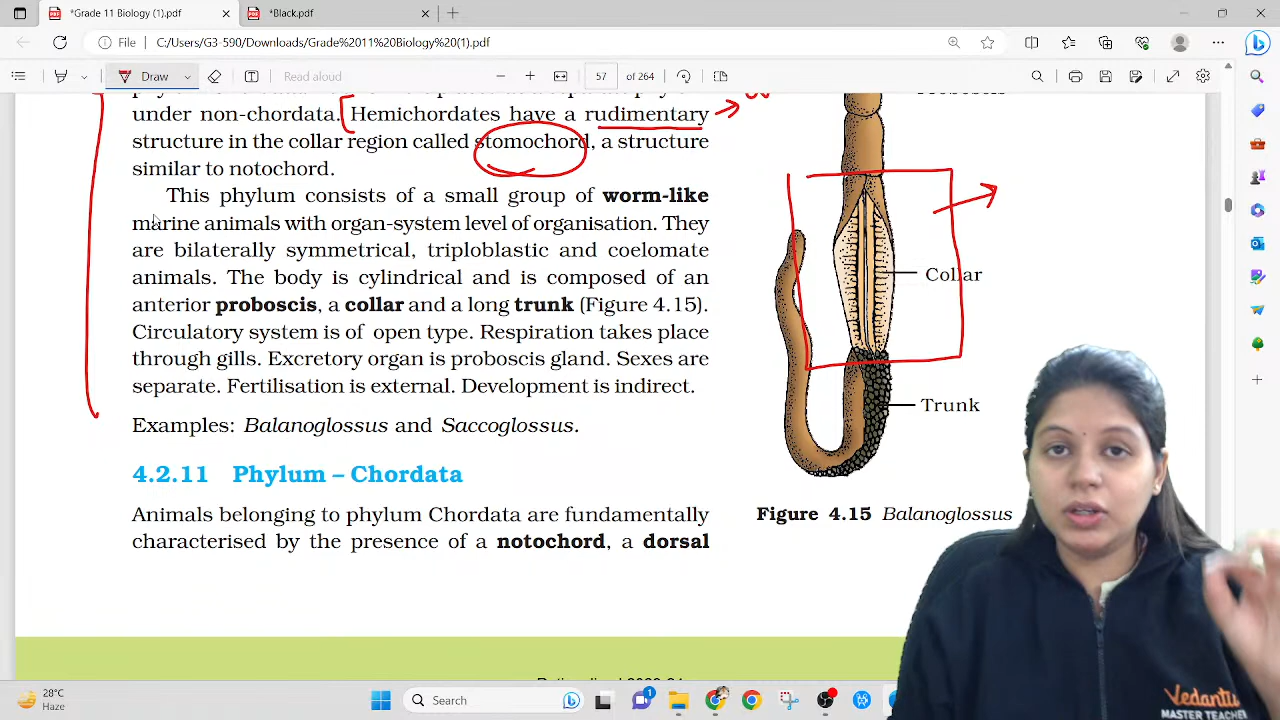 *Grade 11 Biology (1).pdf
*Black.pdf
File
C:/Users/G3-590/Downloads/Grade%2011%20Biology%20(1).pdf
Draw
Read aloud
57
of 264
under non-chordata. Hemichordates have a rudimentary
structure in the collar region called stomochord, a structure
similar to notochord.
This phylum consists of a small group of worm-like
marine animals with organ-system level of organisation. They
are bilaterally symmetrical, triploblastic and coelomate
animals. The body is cylindrical and is composed of an
anterior proboscis, a collar and a long trunk (Figure 4.15).
Circulatory system is of open type. Respiration takes place
through gills. Excretory organ is proboscis gland. Sexes are
separate. Fertilisation is external. Development is indirect.
Examples: Balanoglossus and Saccoglossus.
4.2.11 Phylum – Chordata
Animals belonging to phylum Chordata are fundamentally
characterised by the presence of a notochord, a dorsal
Collar
Trunk
Figure 4.15 Balanoglossus
Vedantu
MASTER TEACHER
28°C
Haze
Search
1